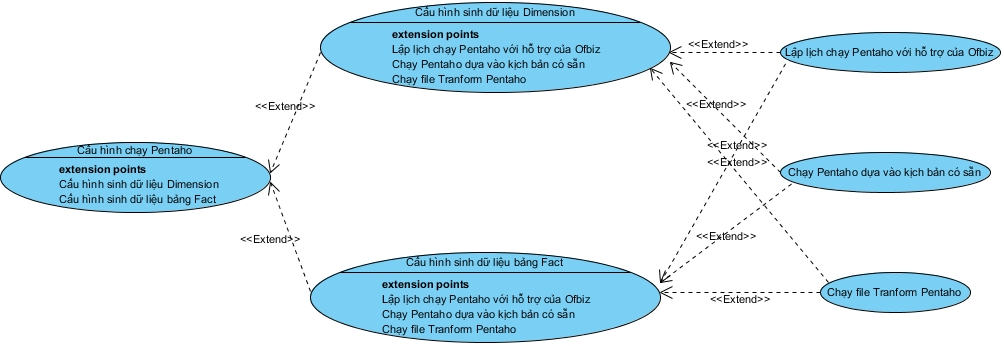 Cấu hình sinh dữ liệu Dimension
extension points
Lập lịch chạy Pentaho với hỗ trợ của Ofbiz
Chạy Pentaho dựa vào kịch bản có sẵn
Chạy file Tranform Pentaho
<<Extend>>
Lập lịch chạy Pentaho với hỗ trợ của Ofbiz
<<Extend>>
<<Extend>>
Cấu hình chạy Pentaho
extension points
Cấu hình sinh dữ liệu Dimension
Cấu hình sinh dữ liệu bảng Fact
<<Extend>>
<<Extend>>
Chạy Pentaho dựa vào kịch bản có sẵn
<<Extend>>
<<Extend>>
Cấu hình sinh dữ liệu bảng Fact
extension points
Lập lịch chạy Pentaho với hỗ trợ của Ofbiz
Chạy Pentaho dựa vào kịch bản có sẵn
Chạy file Tranform Pentaho
<<Extend>>
Chạy file Tranform Pentaho